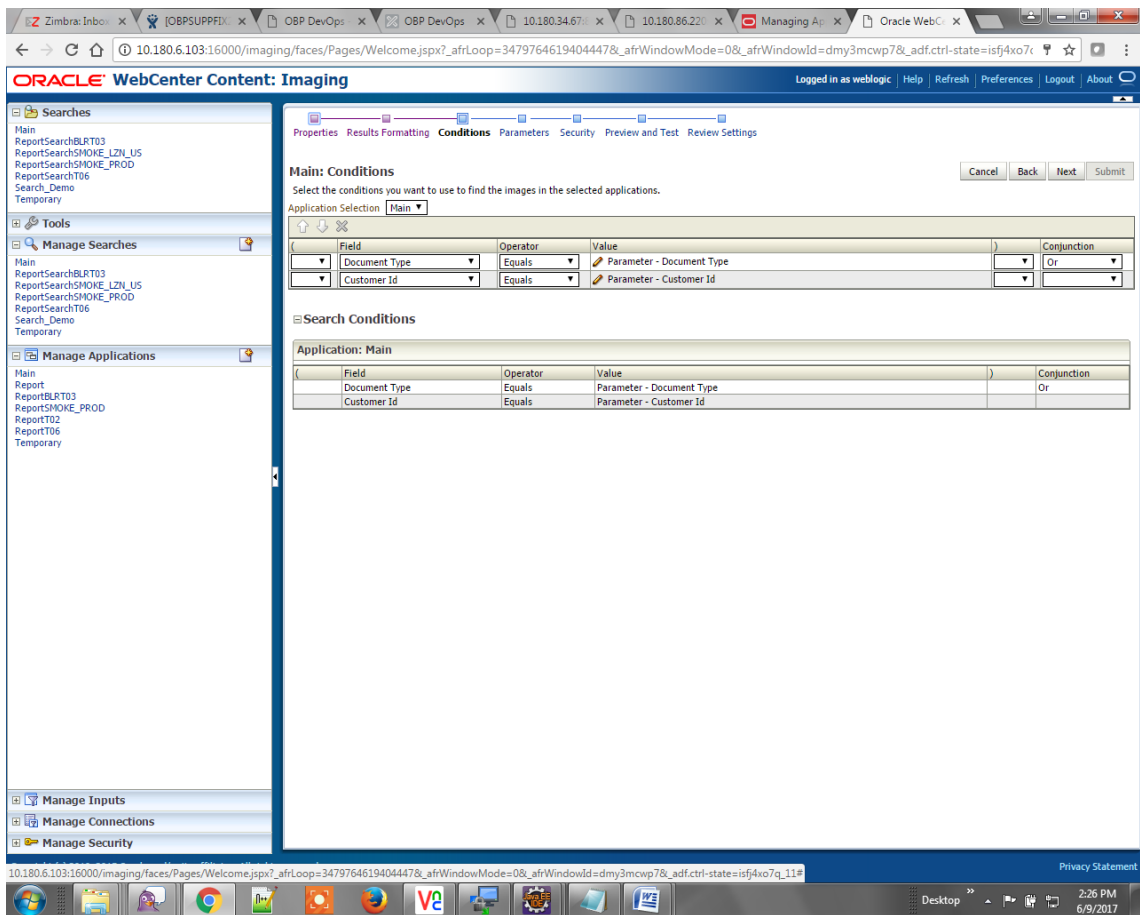 Zimbra: Inbo
[OBPSUPPFIX
OBP DevOps
OBP DevOps
10.180.34.67:
10.180.86.220
Managing Ap
Oracle WebC
10.180.6.103:16000/imaging/faces/Pages/Welcome.jspx?_afrLoop=3479764619404447&_afrWindowMode=0&_afrWindowId=dmy3mcwp7&_adf.ctrl-state=isfj4xo7
ORACLE WebCenter Content: Imaging
Logged in as weblogic Help Refresh Preferences Logout About
Searches
Main
ReportSearchBLRT03
ReportSearchSMOKE_LZN_US
ReportSearchSMOKE_PROD
ReportSearchT06
Search_Demo
Temporary
Tools
Manage Searches
Main
ReportSearchBLRT03
ReportSearchSMOKE_LZN_US
ReportSearchSMOKE_PROD
ReportSearchT06
Search_Demo
Temporary
Manage Applications
Main
Report
ReportBLRT03
ReportSMOKE_PROD
ReportT02
ReportT06
Temporary
Manage Inputs
Manage Connections
Manage Security
Properties Results Formatting Conditions Parameters Security Preview and Test Review Settings
Main: Conditions
Cancel Back Next Submit
Select the conditions you want to use to find the images in the selected applications.
Application Selection Main
( Field Operator Value ) Conjunction
Document Type Equals Parameter - Document Type Or
Customer Id Equals Parameter - Customer Id
Search Conditions
Application: Main
( Field Operator Value ) Conjunction
Document Type Equals Parameter - Document Type Or
Customer Id Equals Parameter - Customer Id
Privacy Statement
10.180.6.103:16000/imaging/faces/Pages/Welcome.jspx?_afrLoop=3479764619404447&_afrWindowMode=0&_afrWindowId=dmy3mcwp7&_adf.ctrl-state=isfj4xo7q_11#
Desktop
2:26 PM
6/9/2017